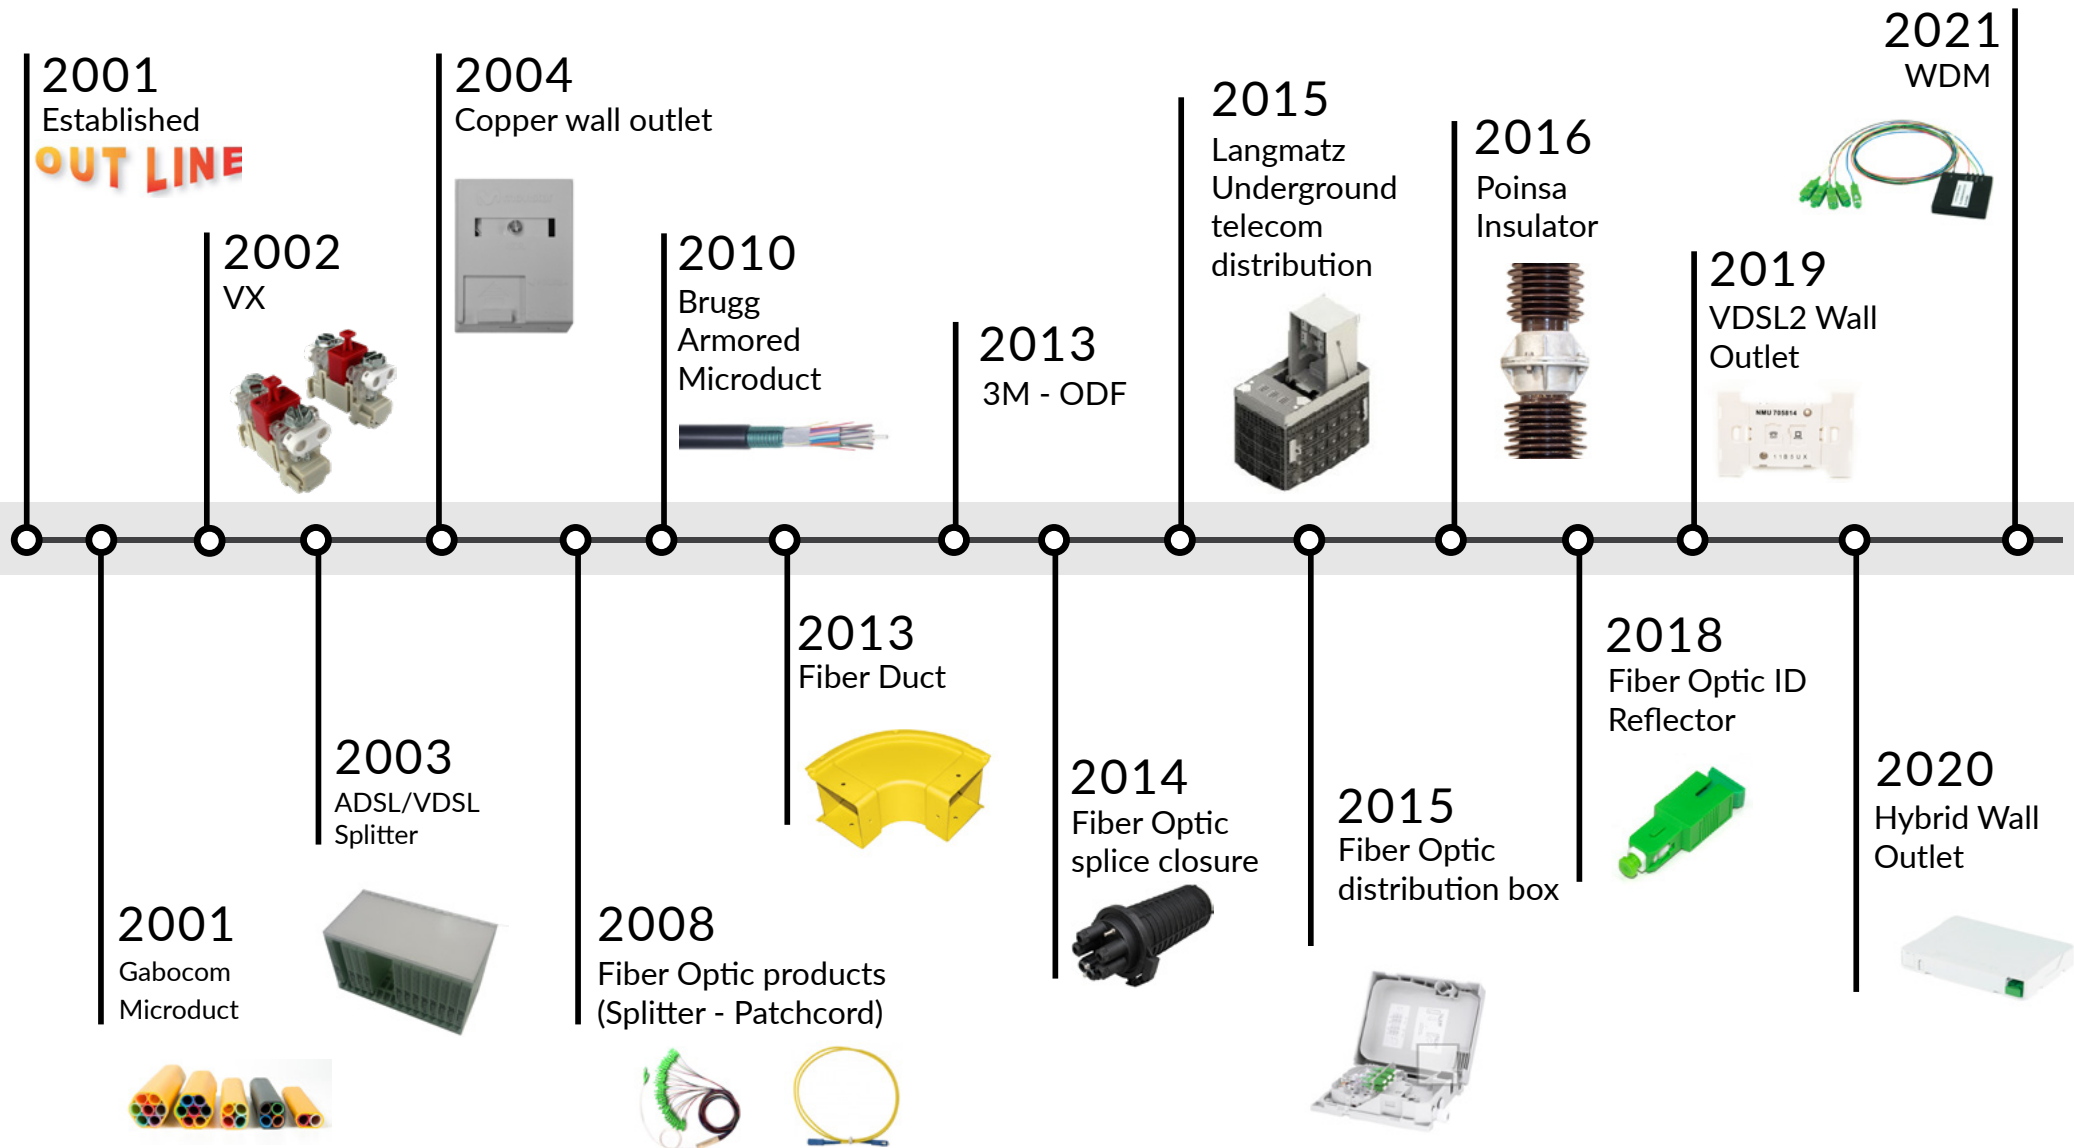 2001
Established
OUT LINE
2001
Gabocom
Microduct
2002
VX
2003
ADSL/VDSL
Splitter
2004
Copper wall outlet
2008
Fiber Optic products
(Splitter - Patchcord)
2010
Brugg
Armored
Microduct
2013
Fiber Duct
2013
3M - ODF
2014
Fiber Optic
splice closure
2015
Langmatz
Underground
telecom
distribution
2015
Fiber Optic
distribution box
2016
Poinsa
Insulator
2018
Fiber Optic ID
Reflector
2019
VDSL2 Wall
Outlet
NMU 705814
2020
Hybrid Wall
Outlet
2021
WDM